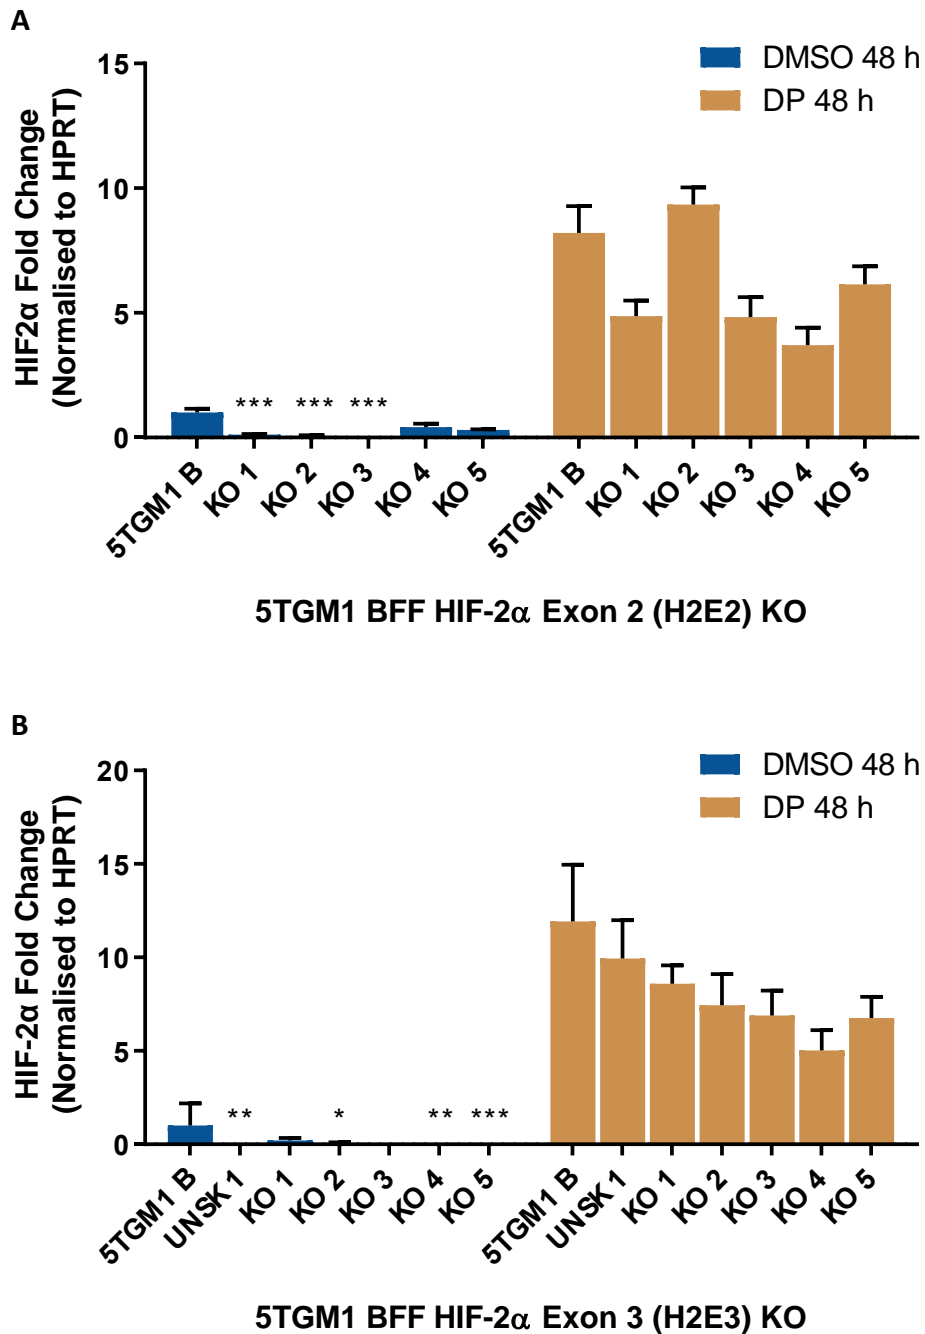 A
DMSO 48 h
DP 48 h
HIF2α Fold Change
(Normalised to HPRT)
15
10
5
0
*** *** ***
5TGM1 B KO 1 KO 2 KO 3 KO 4 KO 5 5TGM1 B KO 1 KO 2 KO 3 KO 4 KO 5
5TGM1 BFF HIF-2α Exon 2 (H2E2) KO
B
DMSO 48 h
DP 48 h
HIF-2α Fold Change
(Normalised to HPRT)
20
15
10
5
0
** * ** ***
5TGM1 B UNSK 1 KO 1 KO 2 KO 3 KO 4 KO 5 5TGM1 B UNSK 1 KO 1 KO 2 KO 3 KO 4 KO 5
5TGM1 BFF HIF-2α Exon 3 (H2E3) KO